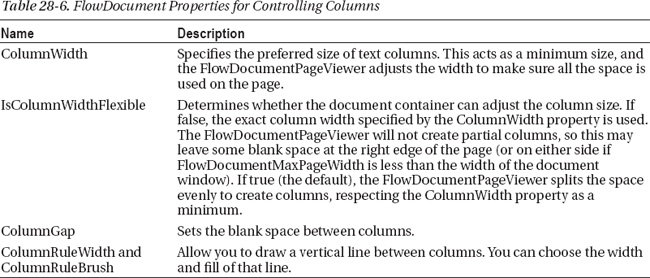 Table 28-6. FlowDocument Properties for Controlling Columns
Name Description
ColumnWidth Specifies the preferred size of text columns. This acts as a minimum size, and
the FlowDocumentPageViewer adjusts the width to make sure all the space is
used on the page.
IsColumnWidthFlexible Determines whether the document container can adjust the column size. If
false, the exact column width specified by the ColumnWidth property is used.
The FlowDocumentPageViewer will not create partial columns, so this may
leave some blank space at the right edge of the page (or on either side if
FlowDocumentMaxPageWidth is less than the width of the document
window). If true (the default), the FlowDocumentPageViewer splits the space
evenly to create columns, respecting the ColumnWidth property as a
minimum.
ColumnGap Sets the blank space between columns.
ColumnRuleWidth and Allow you to draw a vertical line between columns. You can choose the width
ColumnRuleBrush and fill of that line.